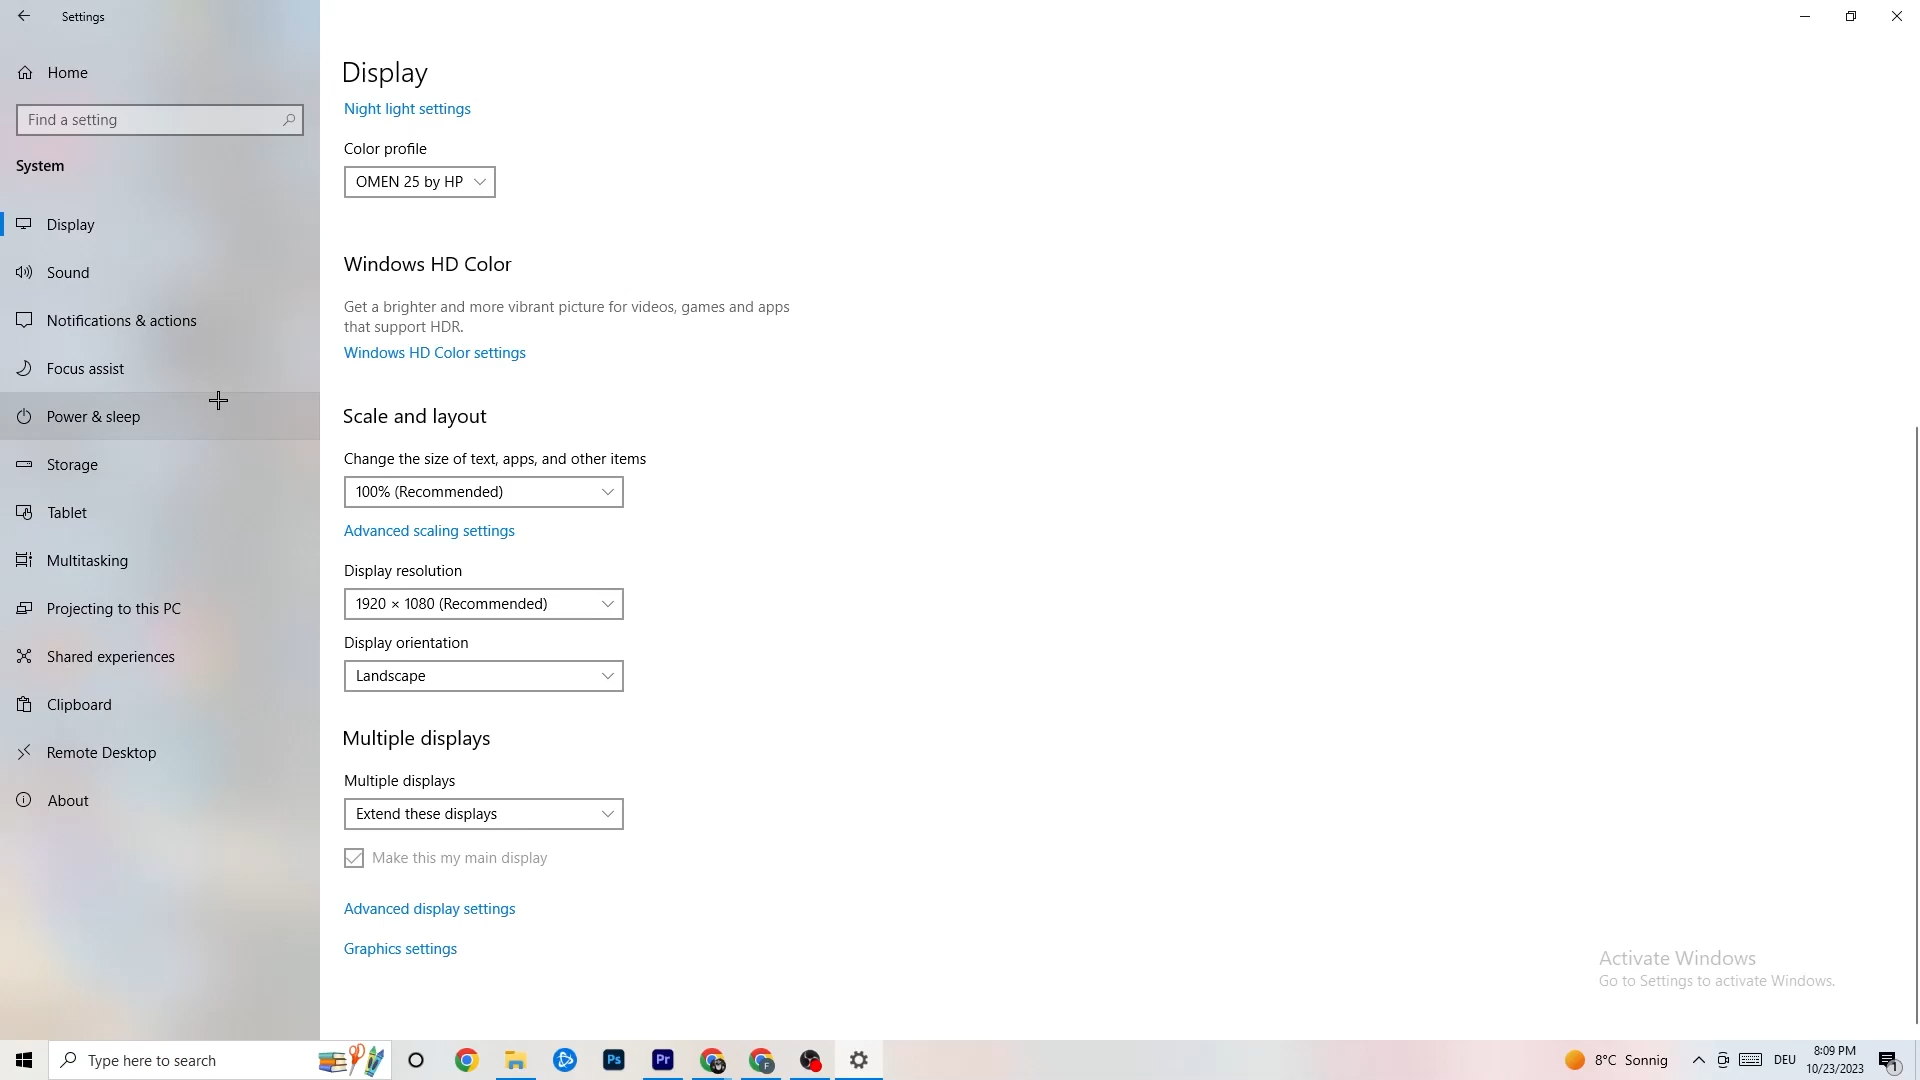 Settings
Home
Find a setting
System
Display
Sound
Notifications & actions
Focus assist
Power & sleep
Storage
Tablet
Multitasking
Projecting to this PC
Shared experiences
Clipboard
Remote Desktop
About
Display
Night light settings
Color profile
OMEN 25 by HP
Windows HD Color
Get a brighter and more vibrant picture for videos, games and apps
that support HDR.
Windows HD Color settings
Scale and layout
Change the size of text, apps, and other items
100% (Recommended)
Advanced scaling settings
Display resolution
1920 × 1080 (Recommended)
Display orientation
Landscape
Multiple displays
Multiple displays
Extend these displays
Make this my main display
Advanced display settings
Graphics settings
Activate Windows
Go to Settings to activate Windows.
Type here to search
Ps
Pr
F
8°C Sonnig
DEU
8:09 PM
10/23/2023
1